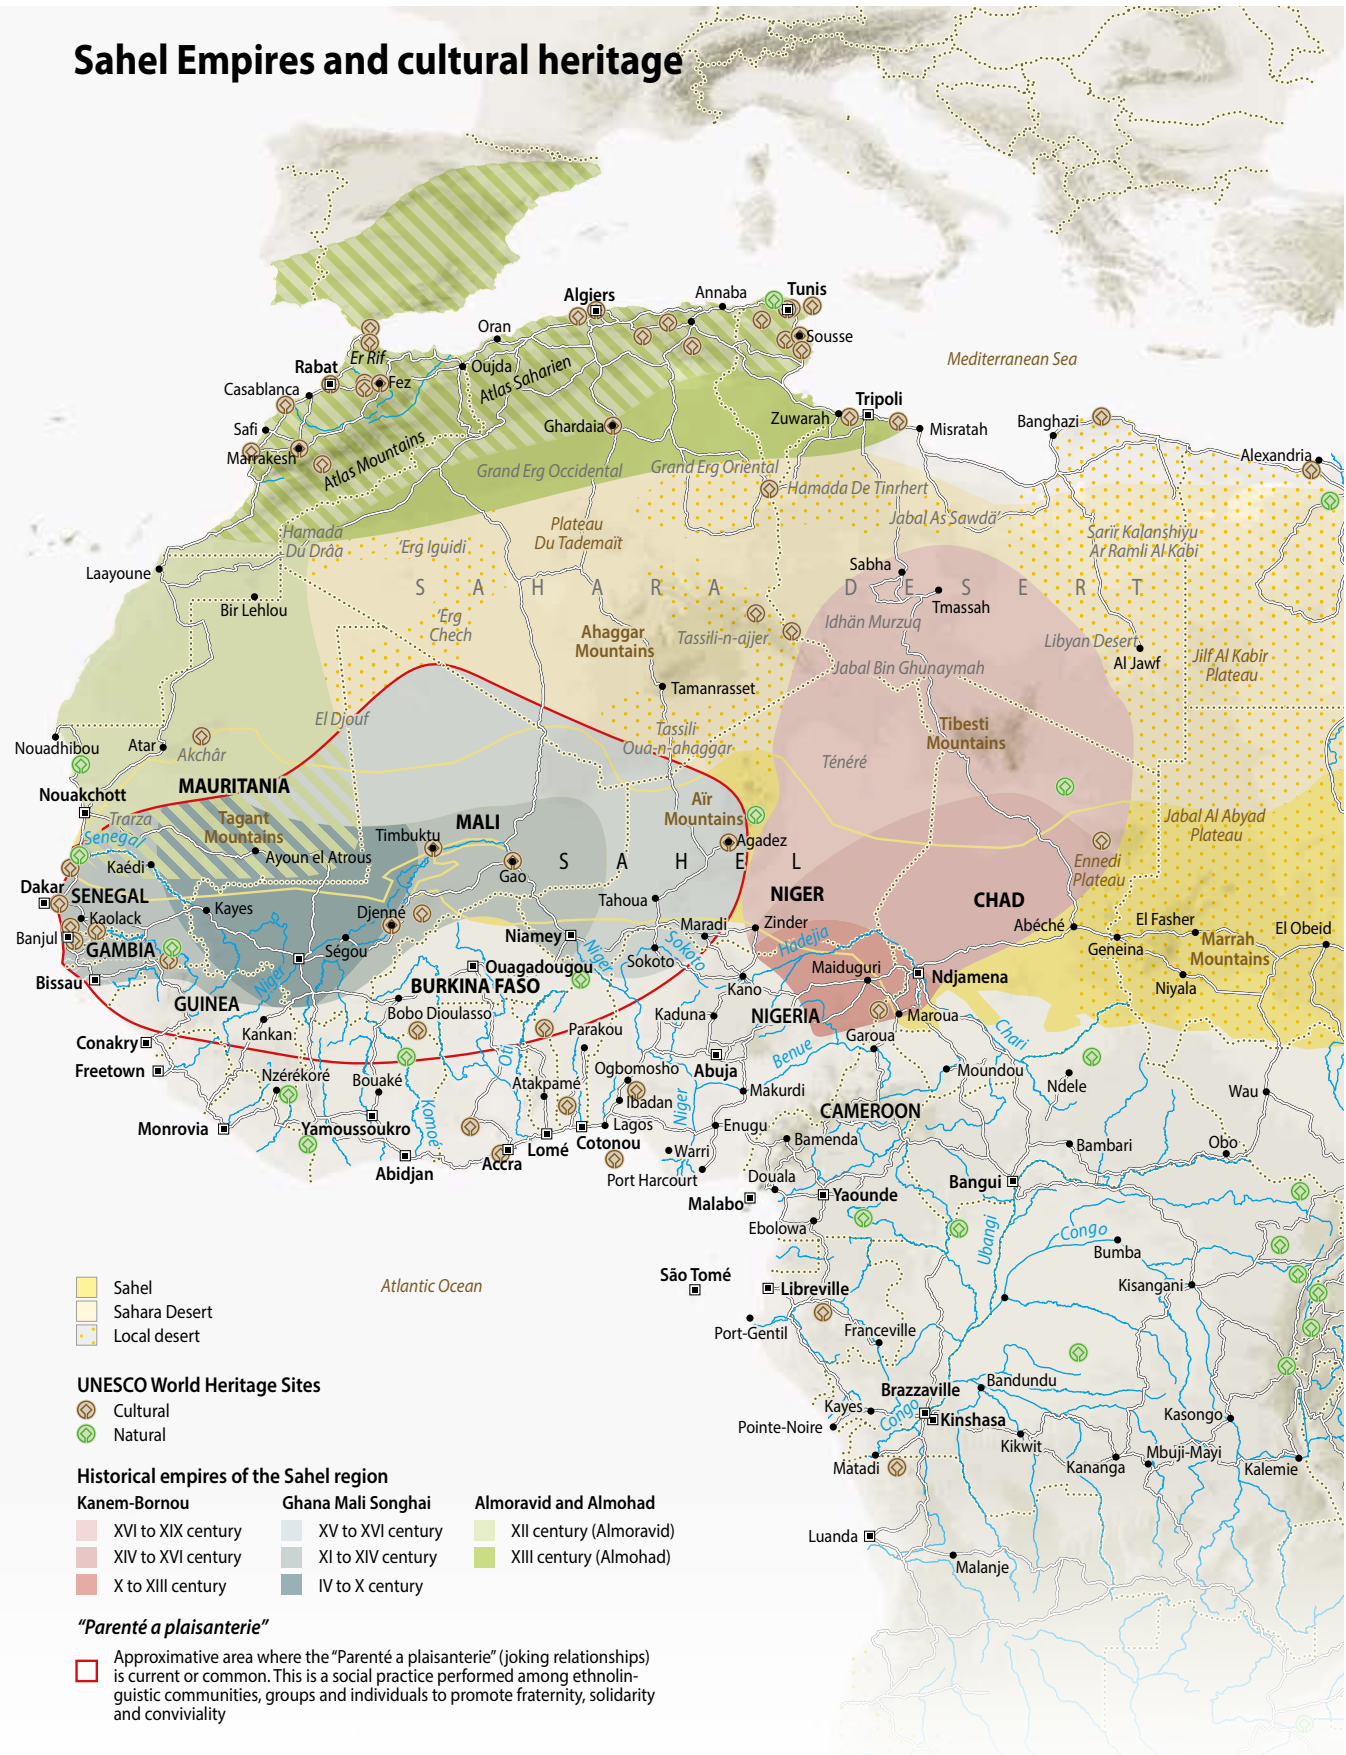 Sahel Empires and cultural heritage
Algiers
Annaba
Tunis
Oran
Sousse
Er Rif
Oujda
Atlas Saharien
Mediterranean Sea
Rabat
Fez
Casablanca
Tripoli
Zuwarah
Misratah
Banghazi
Safi
Ghardaia
Marrakesh
Atlas Mountains
Alexandria
Grand Erg Occidental
Grand Erg Oriental
Hamada De Tinrhert
Jabal As Sawdā'
Hamada
Du Drâa
'Erg Iguidi
Plateau
Du Tademaït
Sarīr Kalanshiyu
Ar Ramli Al Kabi
Laayoune
Sabha
SAHARA DESERT
Bir Lehlou
Tmassah
'Erg
Chech
Ahaggar
Mountains
Tassili-n-ajjer
Idhān Murzuq
Libyan Desert
Al Jawf
Jilf Al Kabir
Plateau
Jabal Bin Ghunaymah
Tamanrasset
El Djouf
Tassili
Oua-n-ahaggar
Tibesti
Mountains
Nouadhibou
Atar
Akchâr
Ténéré
MAURITANIA
Nouakchott
Trarza
Tagant
Mountains
MALI
Aïr
Mountains
Jabal Al Abyad
Plateau
Senegal
Timbuktu
Agadez
Kaédi
Ayoun el Atrous
Gao
SAHEL
Ennedi
Plateau
Dakar
SENEGAL
Tahoua
NIGER
CHAD
Kaolack
Kayes
Djenné
Maradi
Zinder
Abéché
El Fasher
El Obeid
Banjul
GAMBIA
Ségou
Niamey
Niger
Sokoto
Sokoto
Hadejia
Geneina
Marrah
Mountains
Bissau
Niger
Ouagadougou
BURKINA FASO
Kano
Maiduguri
Ndjamena
Niyala
GUINEA
Bobo Dioulasso
Kaduna
NIGERIA
Maroua
Kankan
Parakou
Garoua
Chari
Conakry
Oti
Benue
Freetown
Nzérékoré
Bouaké
Ogbomosho
Abuja
Moundou
Ndele
Atakpamé
Makurdi
Wau
Ibadan
Niger
Komoé
CAMEROON
Monrovia
Yamoussoukro
Lagos
Enugu
Bamenda
Bambari
Obo
Abidjan
Accra
Lomé
Cotonou
Warri
Port Harcourt
Douala
Bangui
Malabo
Yaounde
Ebolowa
Ubangi
Congo
Bumba
São Tomé
Libreville
Kisangani
Atlantic Ocean
Port-Gentil
Franceville
Brazzaville
Bandundu
Kayes
Congo
Kinshasa
Kasongo
Pointe-Noire
Kikwit
Mbuji-Mayi
Matadi
Kananga
Kalemie
Luanda
Malanje
Sahel
Sahara Desert
Local desert
UNESCO World Heritage Sites
Cultural
Natural
Historical empires of the Sahel region
Kanem-Bornou
XVI to XIX century
XIV to XVI century
X to XIII century
Ghana Mali Songhai
XV to XVI century
XI to XIV century
IV to X century
Almoravid and Almohad
XII century (Almoravid)
XIII century (Almohad)
“Parenté a plaisanterie”
Approximative area where the “Parenté a plaisanterie” (joking relationships)
is current or common. This is a social practice performed among ethnolin-
guistic communities, groups and individuals to promote fraternity, solidarity
and conviviality